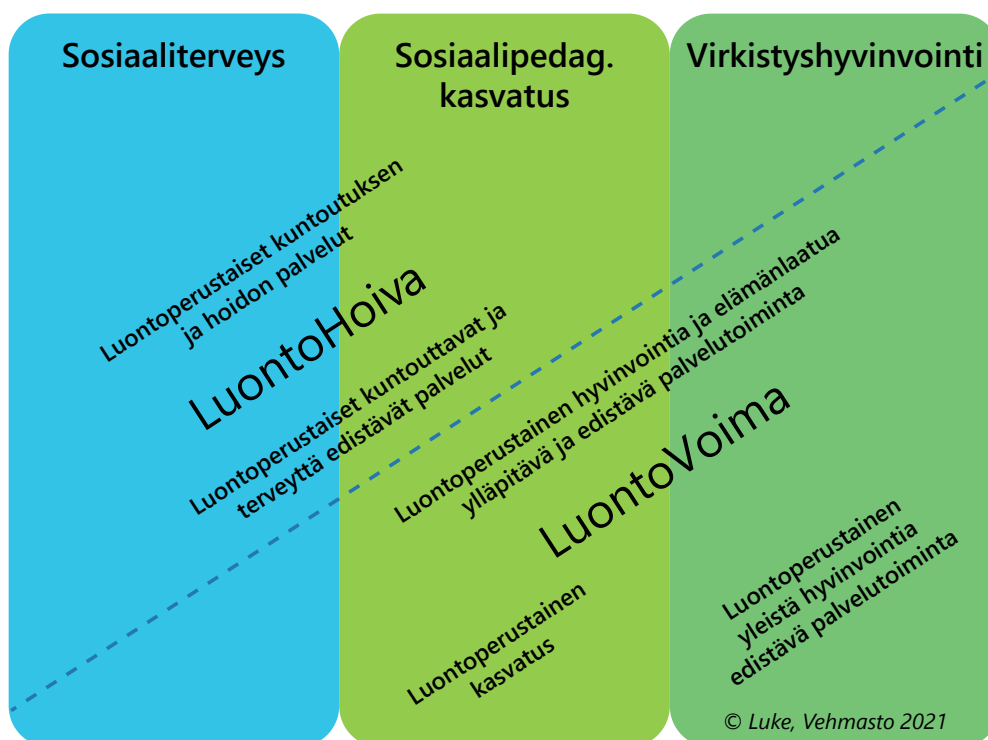 Sosiaaliterveys
Sosiaalipedag.
kasvatus
Virkistyshyvinvointi
Luontoperustaiset kuntoutuksen
ja hoidon palvelut
LuontoHoiva
Luontoperustaiset kuntouttavat ja
terveyttä edistävät palvelut
Luontoperustainen hyvinvointia ja elämänlaatua
ylläpitävä ja edistävä palvelutoiminta
LuontoVoima
Luontoperustainen
kasvatus
Luontoperustainen
yleistä hyvinvointia
edistävä palvelutoiminta
© Luke, Vehmasto 2021